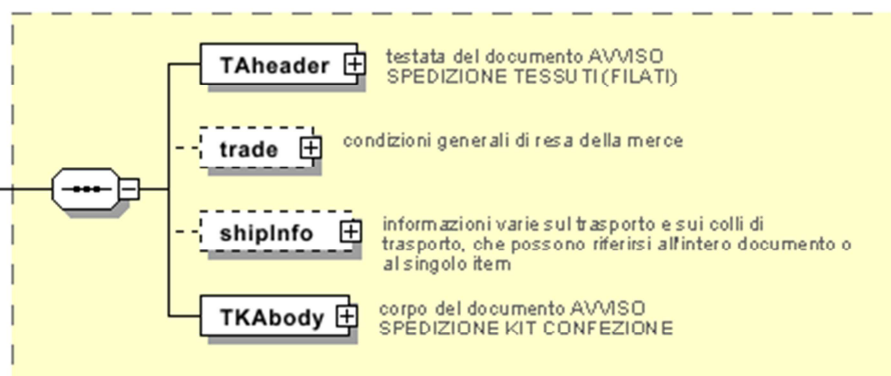 TAheader
testata del documento AVVISO
SPEDIZIONE TESSUTI (FILATI)
trade
condizioni generali di resa della merce
shipInfo
informazioni varie sul trasporto e sui colli di
trasporto, che possono riferirsi all'intero documento o
al singolo item
TKAbody
corpo del documento AVVISO
SPEDIZIONE KIT CONFEZIONE